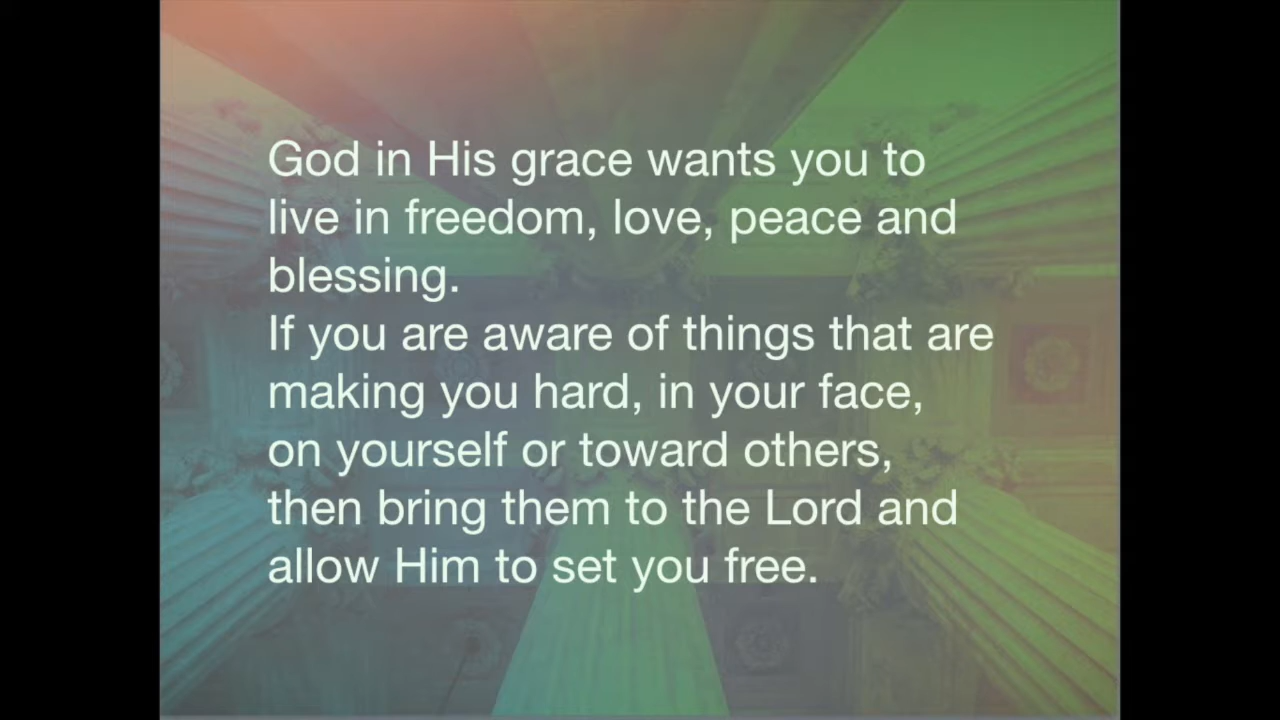 God in His grace wants you to
live in freedom, love, peace and
blessing.
If you are aware of things that are
making you hard, in your face,
on yourself or toward others,
then bring them to the Lord and
allow Him to set you free.